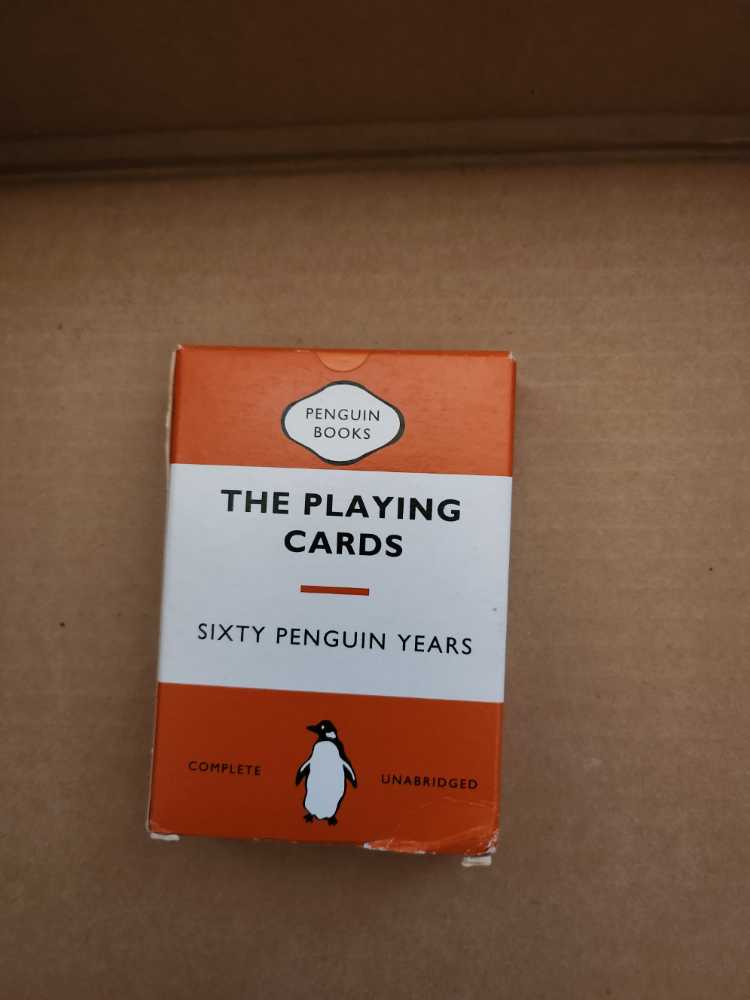 PENGUIN
BOOKS
THE PLAYING
CARDS
SIXTY PENGUIN YEARS
COMPLETE
UNABRIDGED